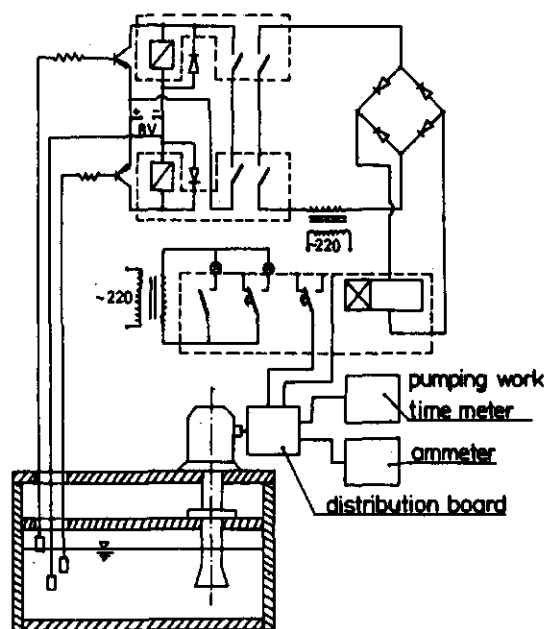 + -
8V
~220
~220
pumping work
time meter
ammeter
distribution board